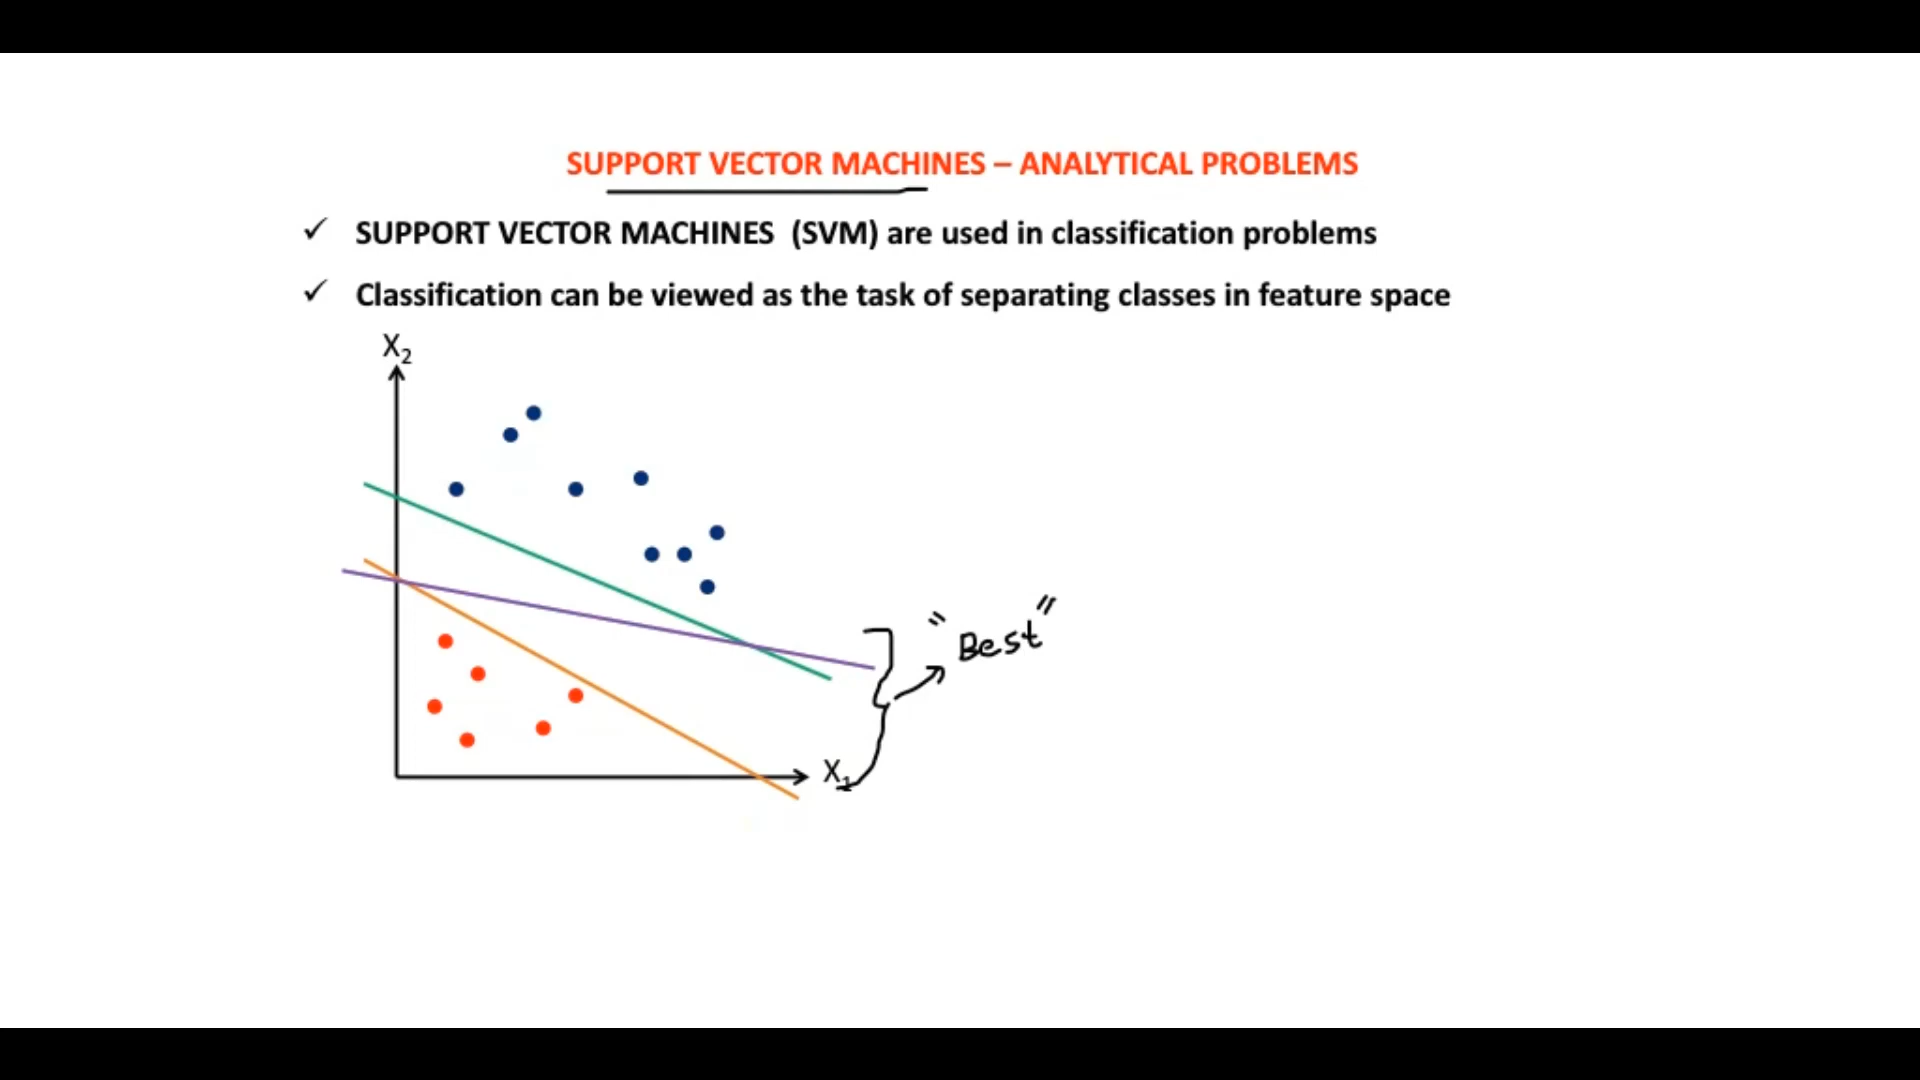 SUPPORT VECTOR MACHINES – ANALYTICAL PROBLEMS
✓ SUPPORT VECTOR MACHINES (SVM) are used in classification problems
✓ Classification can be viewed as the task of separating classes in feature space
X₂
"Best"
X₁